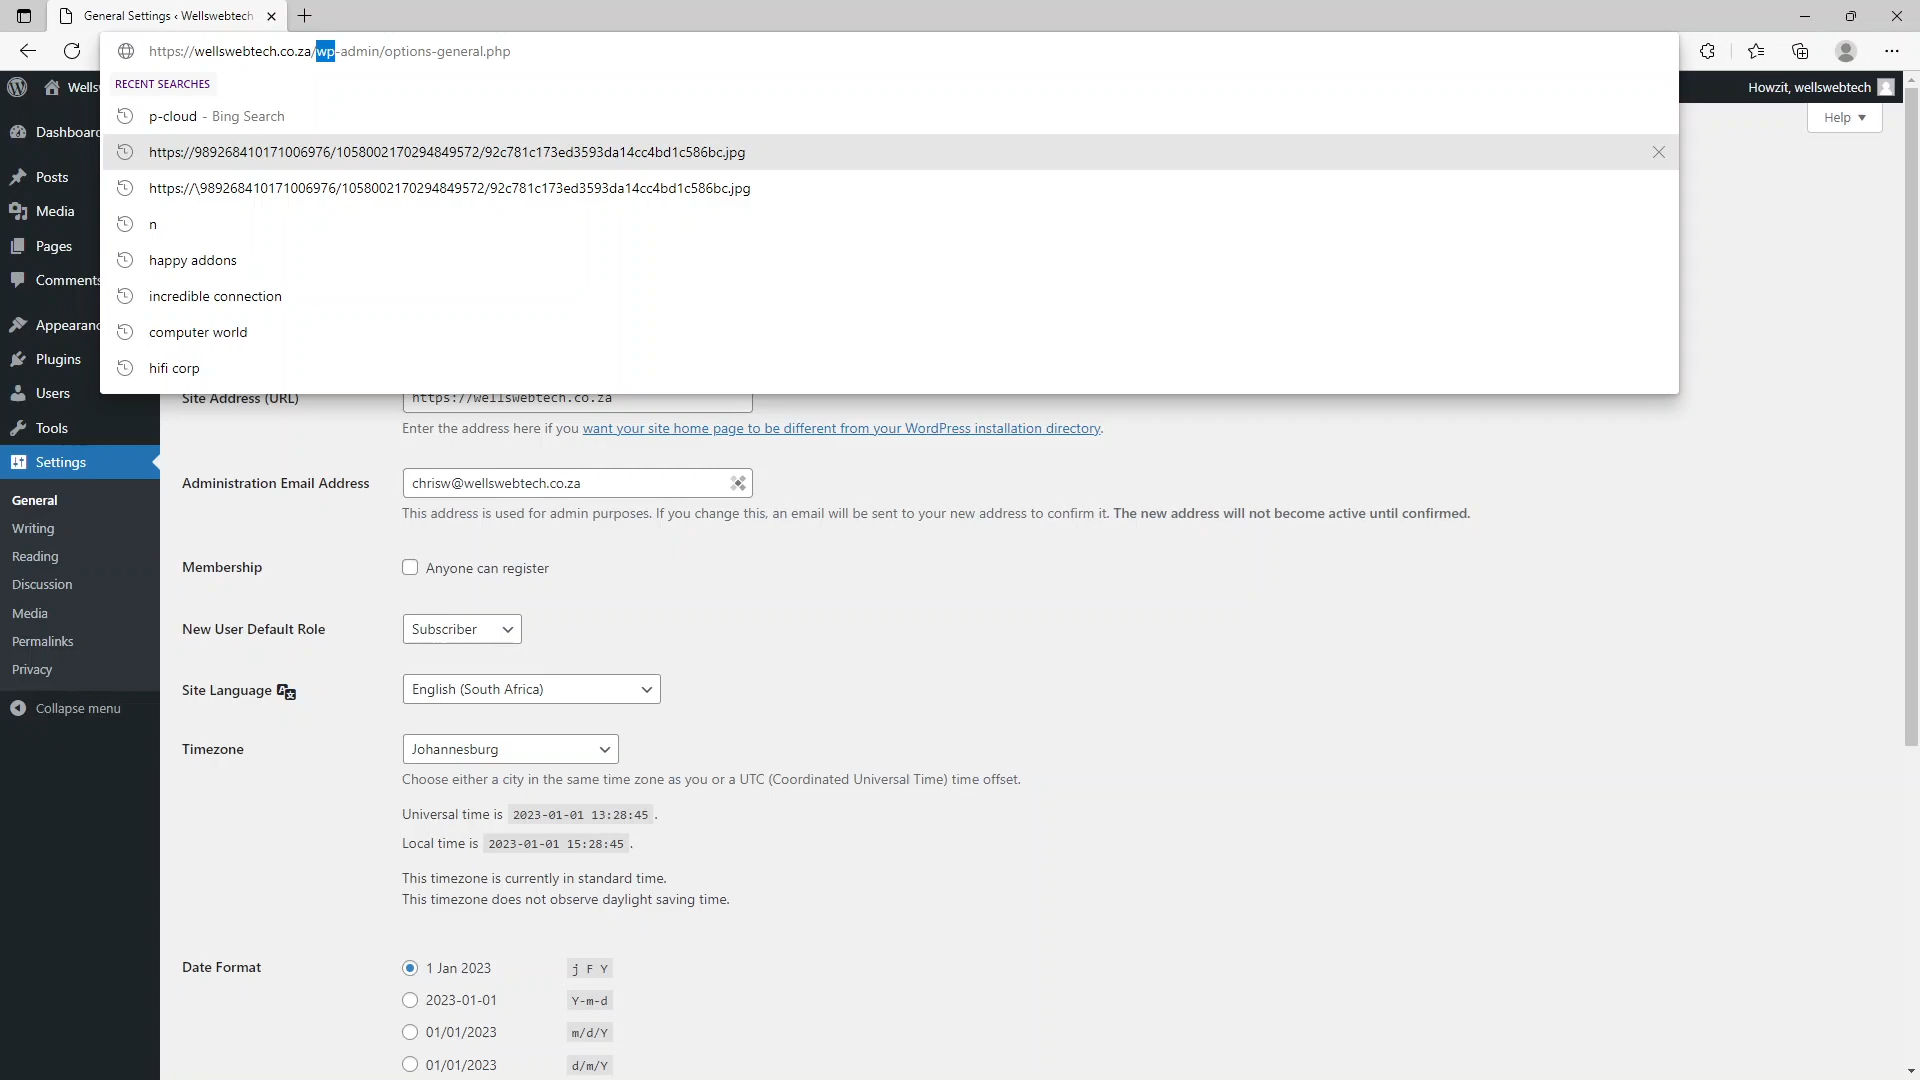 General Settings ‹ Wellswebtech
https://wellswebtech.co.za/wp-admin/options-general.php
RECENT SEARCHES
p-cloud - Bing Search
https://989268410171006976/1058002170294849572/92c781c173ed3593da14cc4bd1c586bc.jpg
https://\989268410171006976/1058002170294849572/92c781c173ed3593da14cc4bd1c586bc.jpg
n
happy addons
incredible connection
computer world
hifi corp
Wells
Howzit, wellswebtech
Help
Dashboard
Posts
Media
Pages
Comments
Appearanc
Plugins
Users
Tools
Settings
General
Writing
Reading
Discussion
Media
Permalinks
Privacy
Collapse menu
Site Address (URL)
https://wellswebtech.co.za
Enter the address here if you want your site home page to be different from your WordPress installation directory.
Administration Email Address
chrisw@wellswebtech.co.za
This address is used for admin purposes. If you change this, an email will be sent to your new address to confirm it. The new address will not become active until confirmed.
Membership
Anyone can register
New User Default Role
Subscriber
Site Language
English (South Africa)
Timezone
Johannesburg
Choose either a city in the same time zone as you or a UTC (Coordinated Universal Time) time offset.
Universal time is 2023-01-01 13:28:45 .
Local time is 2023-01-01 15:28:45 .
This timezone is currently in standard time.
This timezone does not observe daylight saving time.
Date Format
1 Jan 2023 j F Y
2023-01-01 Y-m-d
01/01/2023 m/d/Y
01/01/2023 d/m/Y